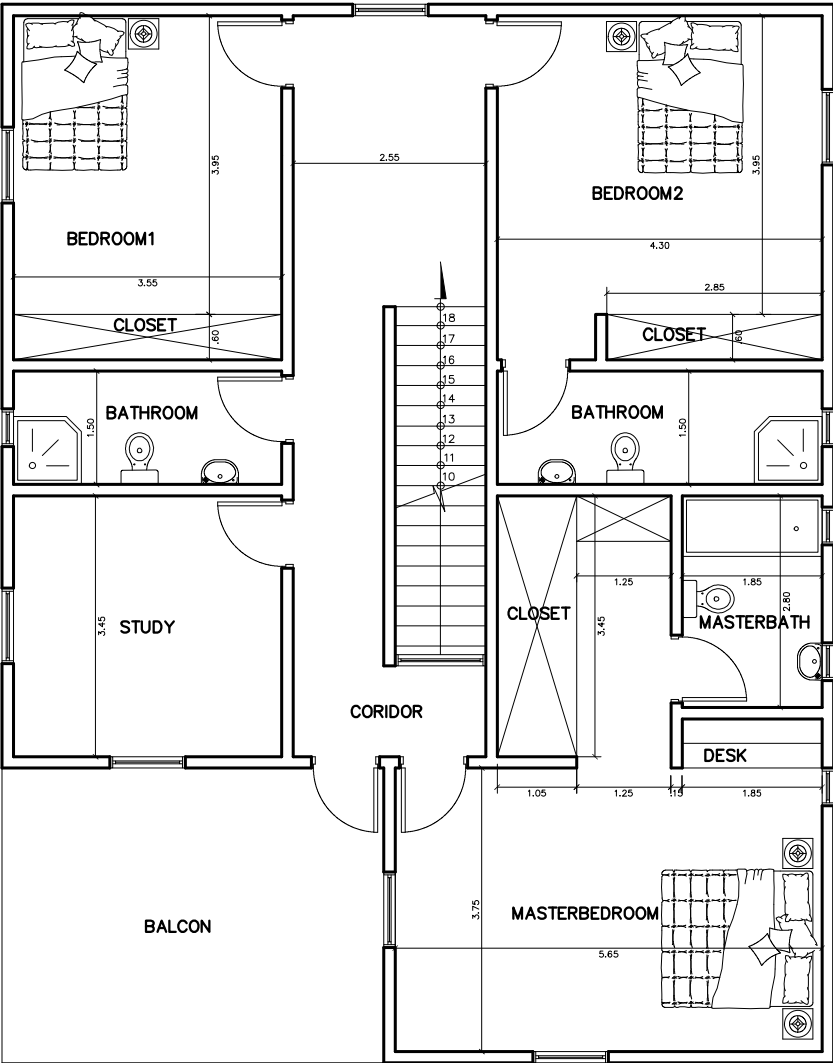 3.95
2.55
3.95
BEDROOM2
BEDROOM1
4.30
3.55
2.85
CLOSET
.60
CLOSET
.60
18
17
16
15
14
13
12
11
10
BATHROOM
1.50
BATHROOM
1.50
1.25
1.85
2.80
CLOSET
3.45
MASTERBATH
STUDY
3.45
CORIDOR
DESK
1.05
1.25
.15
1.85
3.75
MASTERBEDROOM
BALCON
5.65